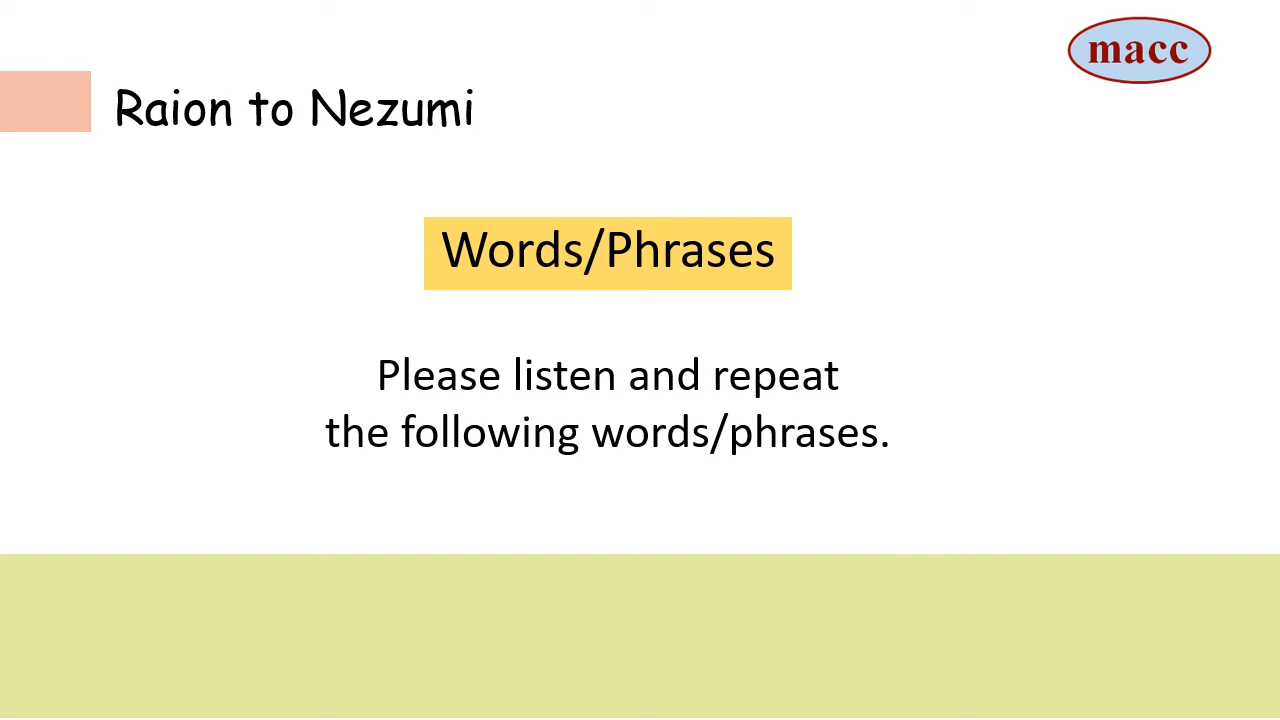 macc
Raion to Nezumi
Words/Phrases
Please listen and repeat
the following words/phrases.